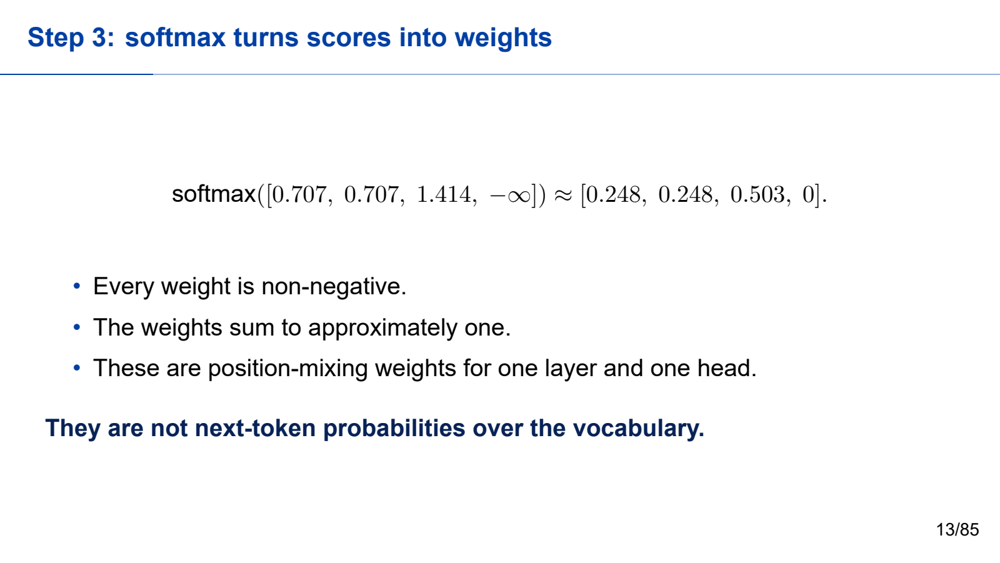 Step 3: softmax turns scores into weights
softmax([0.707, 0.707, 1.414, −∞]) ≈ [0.248, 0.248, 0.503, 0].
• Every weight is non-negative.
• The weights sum to approximately one.
• These are position-mixing weights for one layer and one head.
They are not next-token probabilities over the vocabulary.
13/85